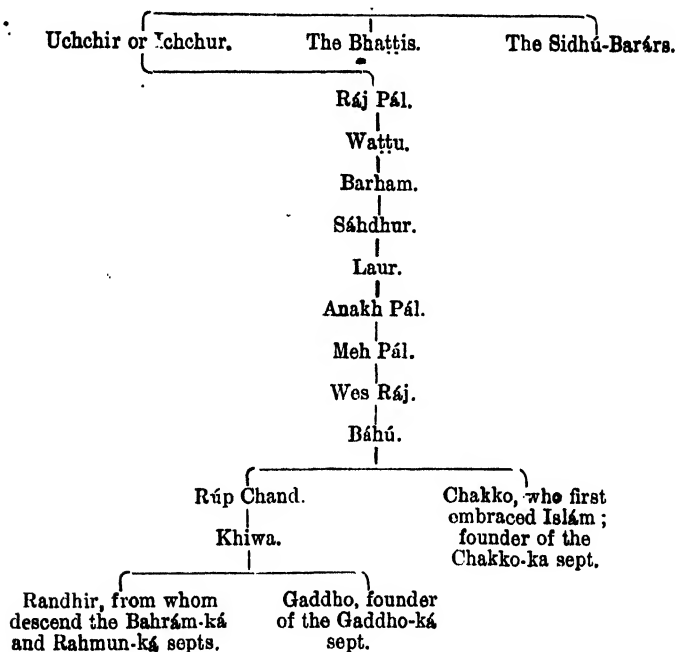 Uchchir or Ichchur. The Bhaṭṭis. The Sidhú-Barárs.
Ráj Pál.
Waṭṭu.
Barham.
Sáhdhur.
Laur.
Anakh Pál.
Meh Pál.
Wes Ráj.
Báhú.
Rúp Chand.
Khiwa.
Chakko, who first
embraced Islám ;
founder of the
Chakko-ka sept.
Randhir, from whom
descend the Bahrám-ká
and Rahmun-ká septs.
Gaddho, founder
of the Gaddho-ká
sept.